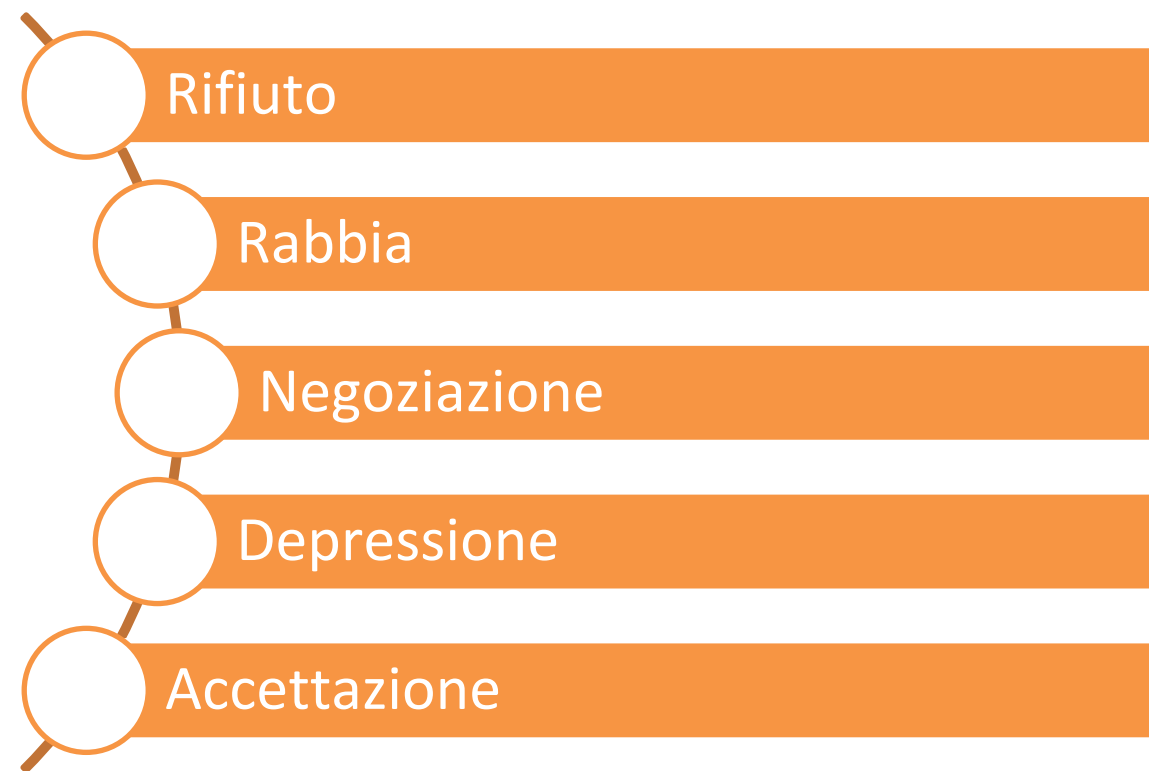 Rifiuto
Rabbia
Negoziazione
Depressione
Accettazione